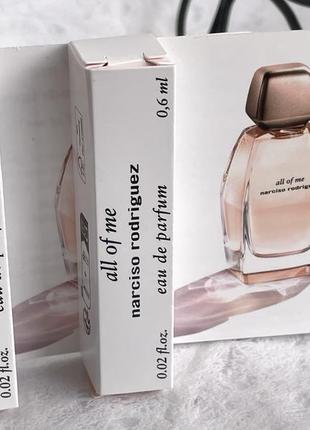 all of me
narciso rodriguez
eau de parfum
0,6 ml
0.02 fl.oz.
all of me
narciso rodriguez
0.02 fl.oz.